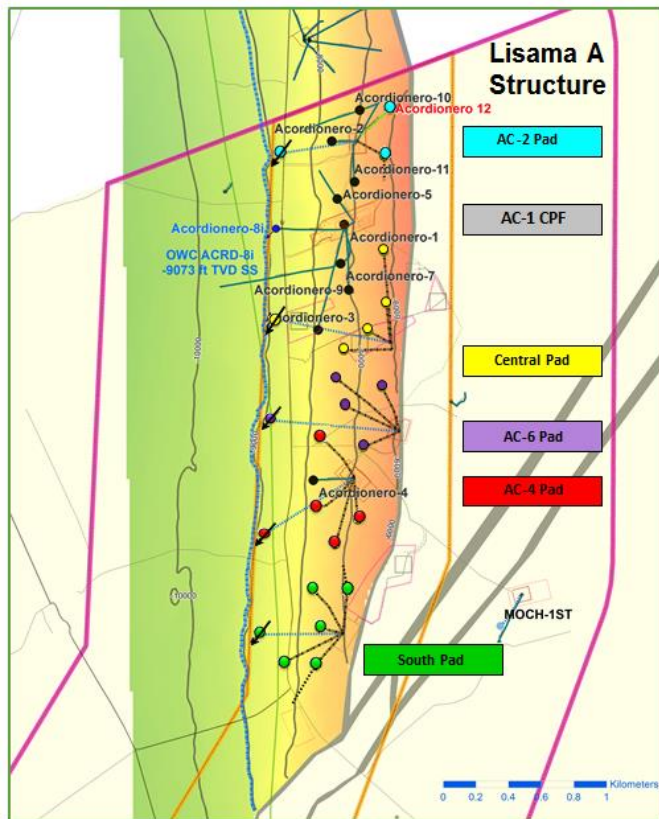 Lisama A
Structure
Acordionero-10
Acordionero 12
AC-2 Pad
Acordionero-2
Acordionero-11
Acordionero-5
AC-1 CPF
Acordionero-8i
Acordionero-1
OWC ACRD-8i
-9073 ft TVD SS
Acordionero-7
Acordionero-9
Acordionero-3
-10000
Central Pad
AC-6 Pad
AC-4 Pad
Acordionero-4
-10000
MOCH-1ST
South Pad
Kilometers
0 0.2 0.4 0.6 0.8 1